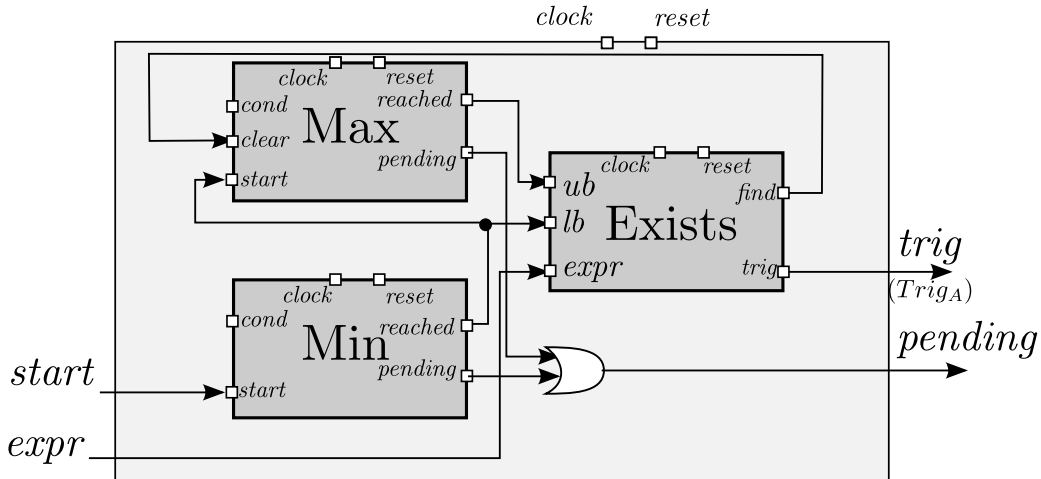 clock reset
clock reset
cond reached
Max
clear
pending
start
clock reset
find
ub
lb Exists
expr
trig
trig
(Trig_A)
clock reset
cond reached
Min
pending
start
pending
start
expr